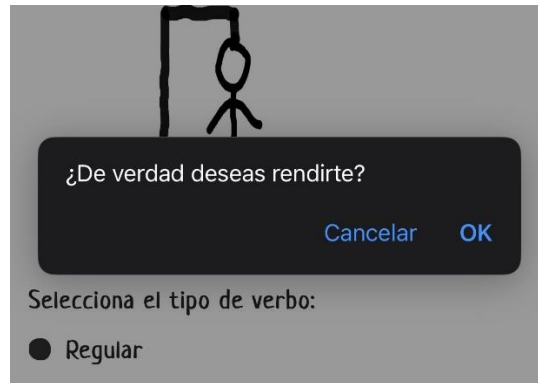 ¿De verdad deseas rendirte?
Cancelar OK
Selecciona el tipo de verbo:
Regular